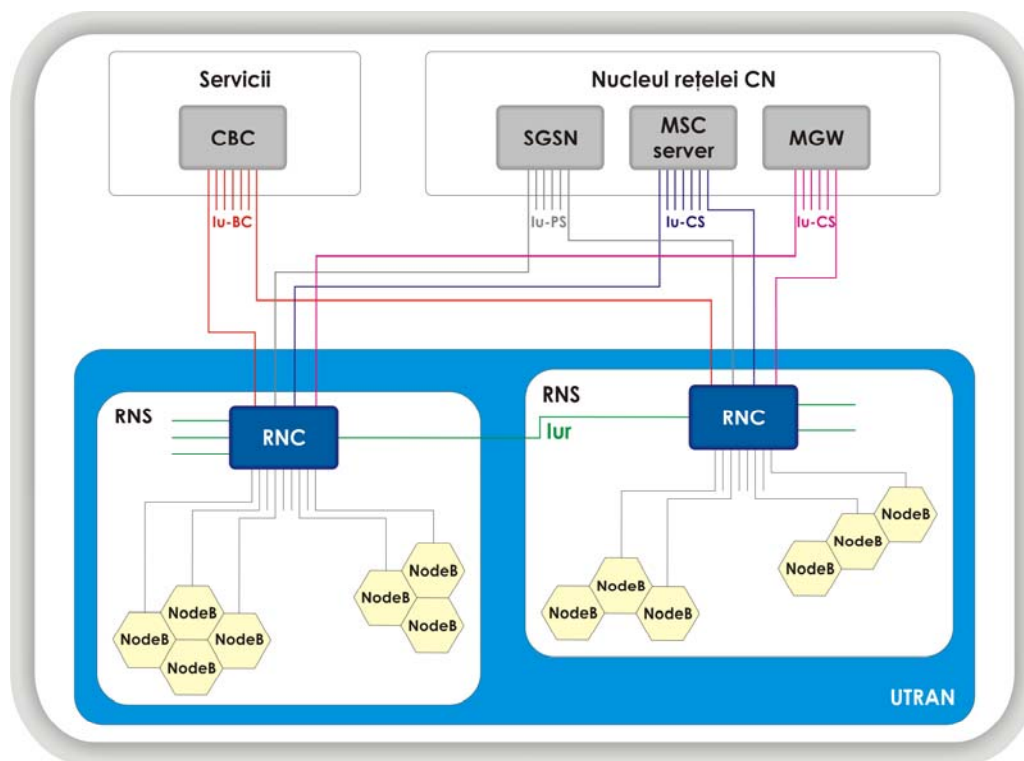 Servicii
Nucleul rețelei CN
CBC
SGSN
MSC
server
MGW
Iu-BC
Iu-PS
Iu-CS
Iu-CS
RNS
RNC
Iur
RNS
RNC
NodeB
NodeB
NodeB
NodeB
NodeB
NodeB
NodeB
NodeB
NodeB
NodeB
NodeB
NodeB
NodeB
UTRAN